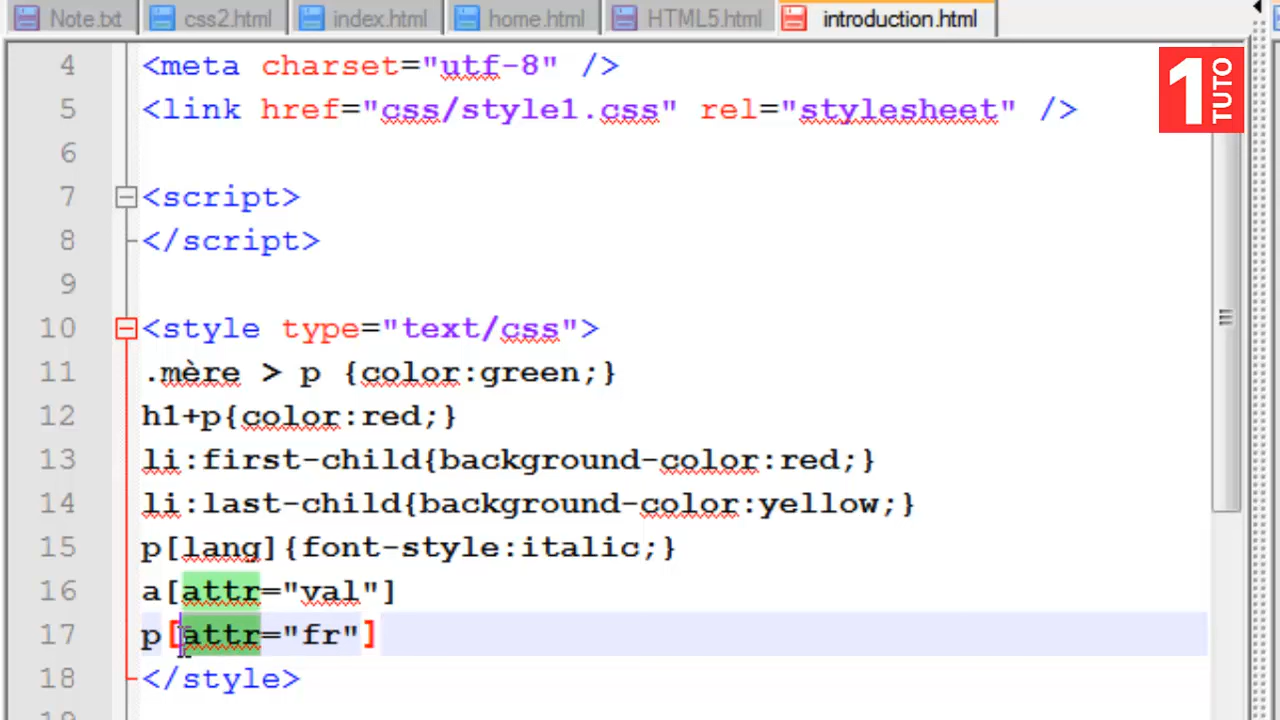 Note.txt css2.html index.html home.html HTML5.html introduction.html
1 TUTO
4 <meta charset="utf-8" />
5 <link href="css/style1.css" rel="stylesheet" />
6
7 <script>
8 </script>
9
10 <style type="text/css">
11 .mère > p {color:green;}
12 h1+p{color:red;}
13 li:first-child{background-color:red;}
14 li:last-child{background-color:yellow;}
15 p[lang]{font-style:italic;}
16 a[attr="val"]
17 p[attr="fr"]
18 </style>